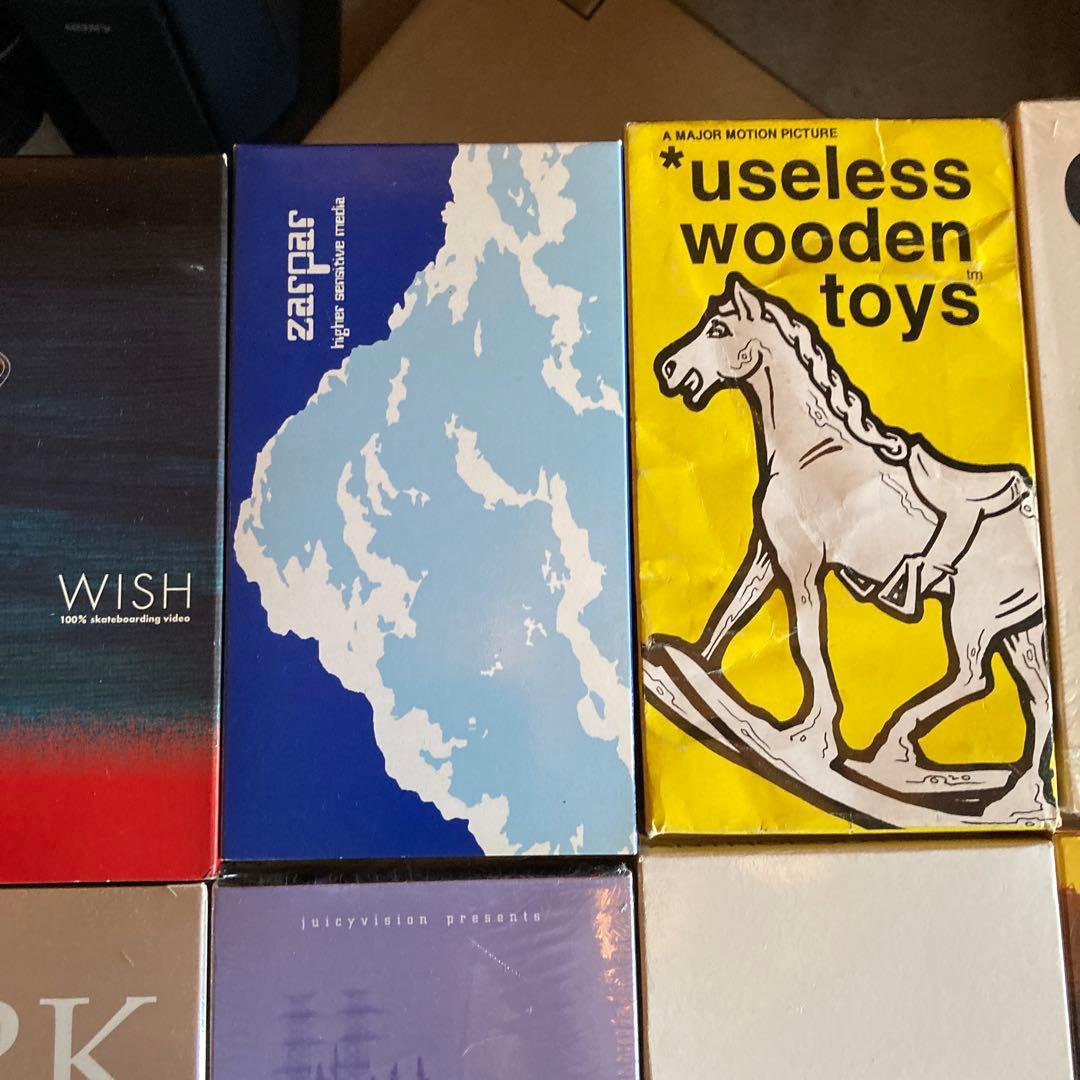 WISH
100% skateboarding video
zarpar
higher sensitive media
A MAJOR MOTION PICTURE
*useless
wooden
toys
tm
juicyvision presents
K